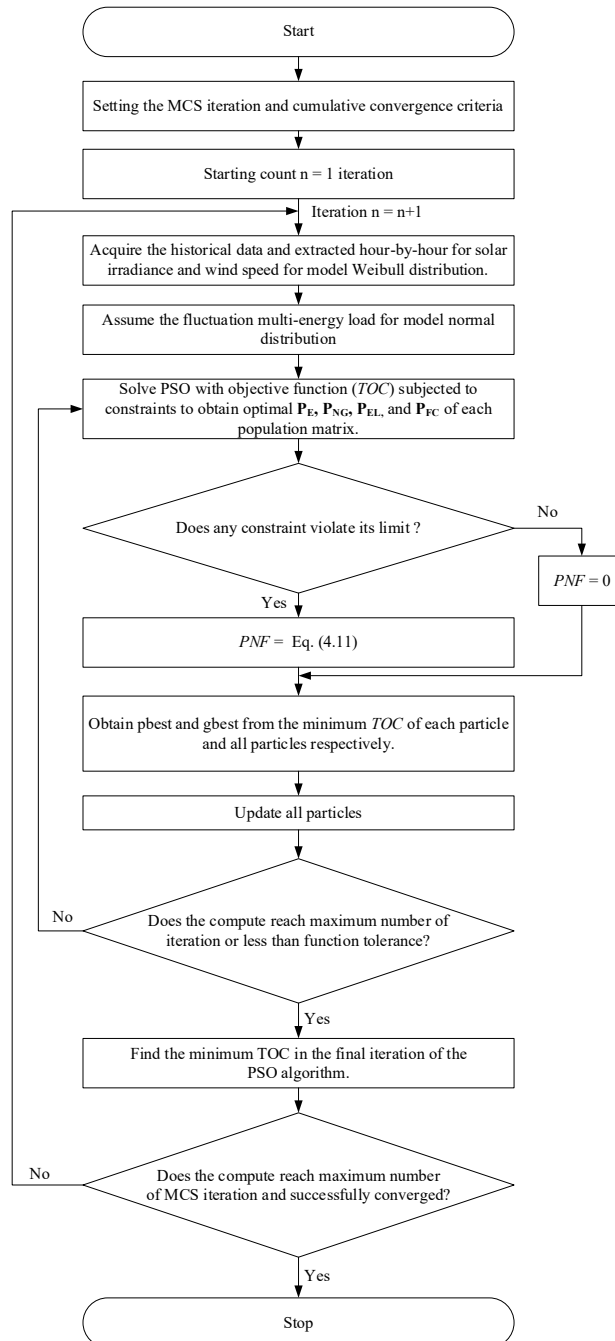 Start
Setting the MCS iteration and cumulative convergence criteria
Starting count n = 1 iteration
Iteration n = n+1
Acquire the historical data and extracted hour-by-hour for solar
irradiance and wind speed for model Weibull distribution.
Assume the fluctuation multi-energy load for model normal
distribution
Solve PSO with objective function (TOC) subjected to
constraints to obtain optimal P_E, P_NG, P_EL, and P_FC of each
population matrix.
Does any constraint violate its limit ?
No
PNF = 0
Yes
PNF = Eq. (4.11)
Obtain pbest and gbest from the minimum TOC of each particle
and all particles respectively.
Update all particles
No
Does the compute reach maximum number of
iteration or less than function tolerance?
Yes
Find the minimum TOC in the final iteration of the
PSO algorithm.
No
Does the compute reach maximum number
of MCS iteration and successfully converged?
Yes
Stop